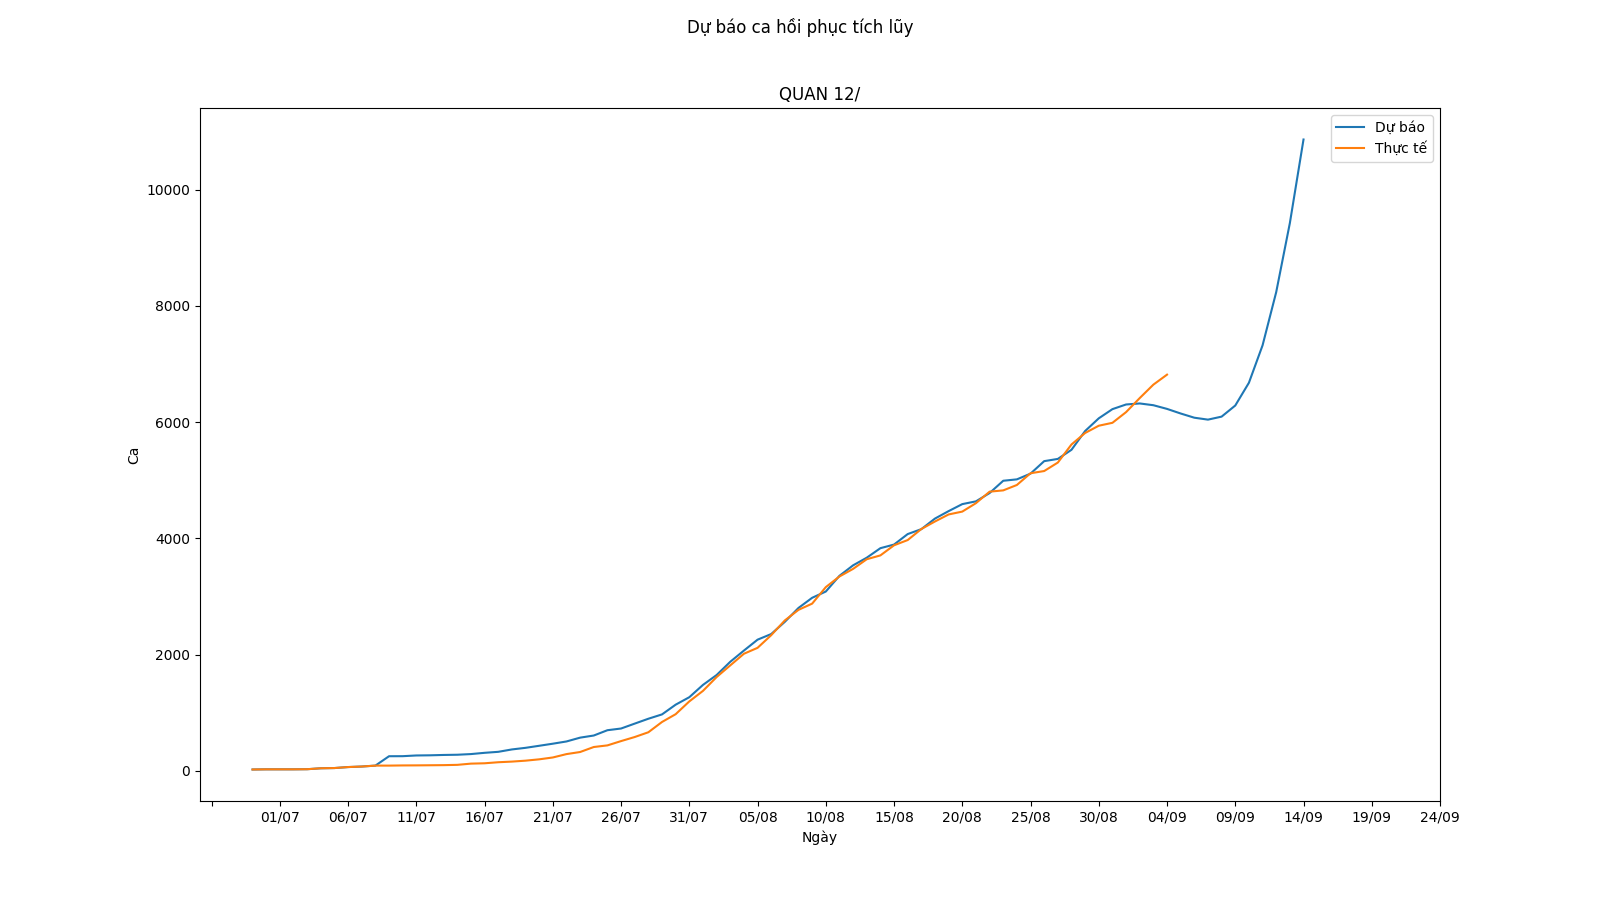 Dự báo ca hồi phục tích lũy
QUAN 12/
Dự báo
Thực tế
10000
8000
6000
4000
2000
0
Ca
01/07 06/07 11/07 16/07 21/07 26/07 31/07 05/08 10/08 15/08 20/08 25/08 30/08 04/09 09/09 14/09 19/09 24/09
Ngày